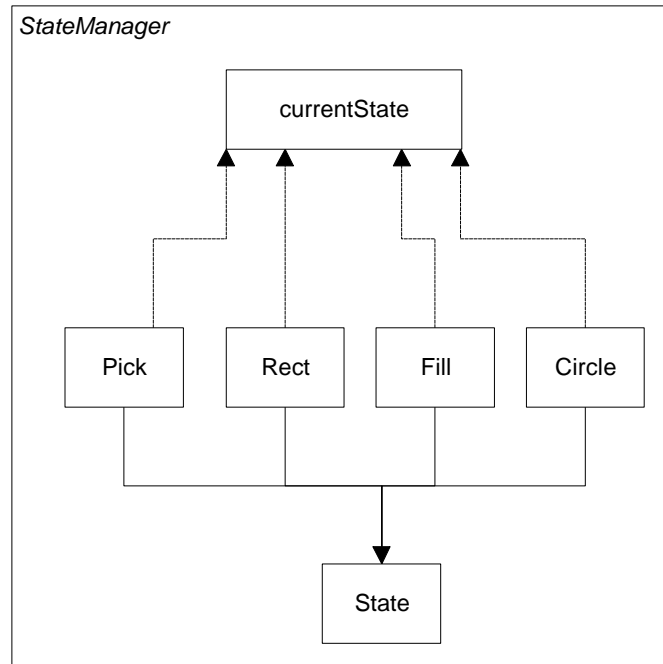 StateManager
currentState
Pick
Rect
Fill
Circle
State